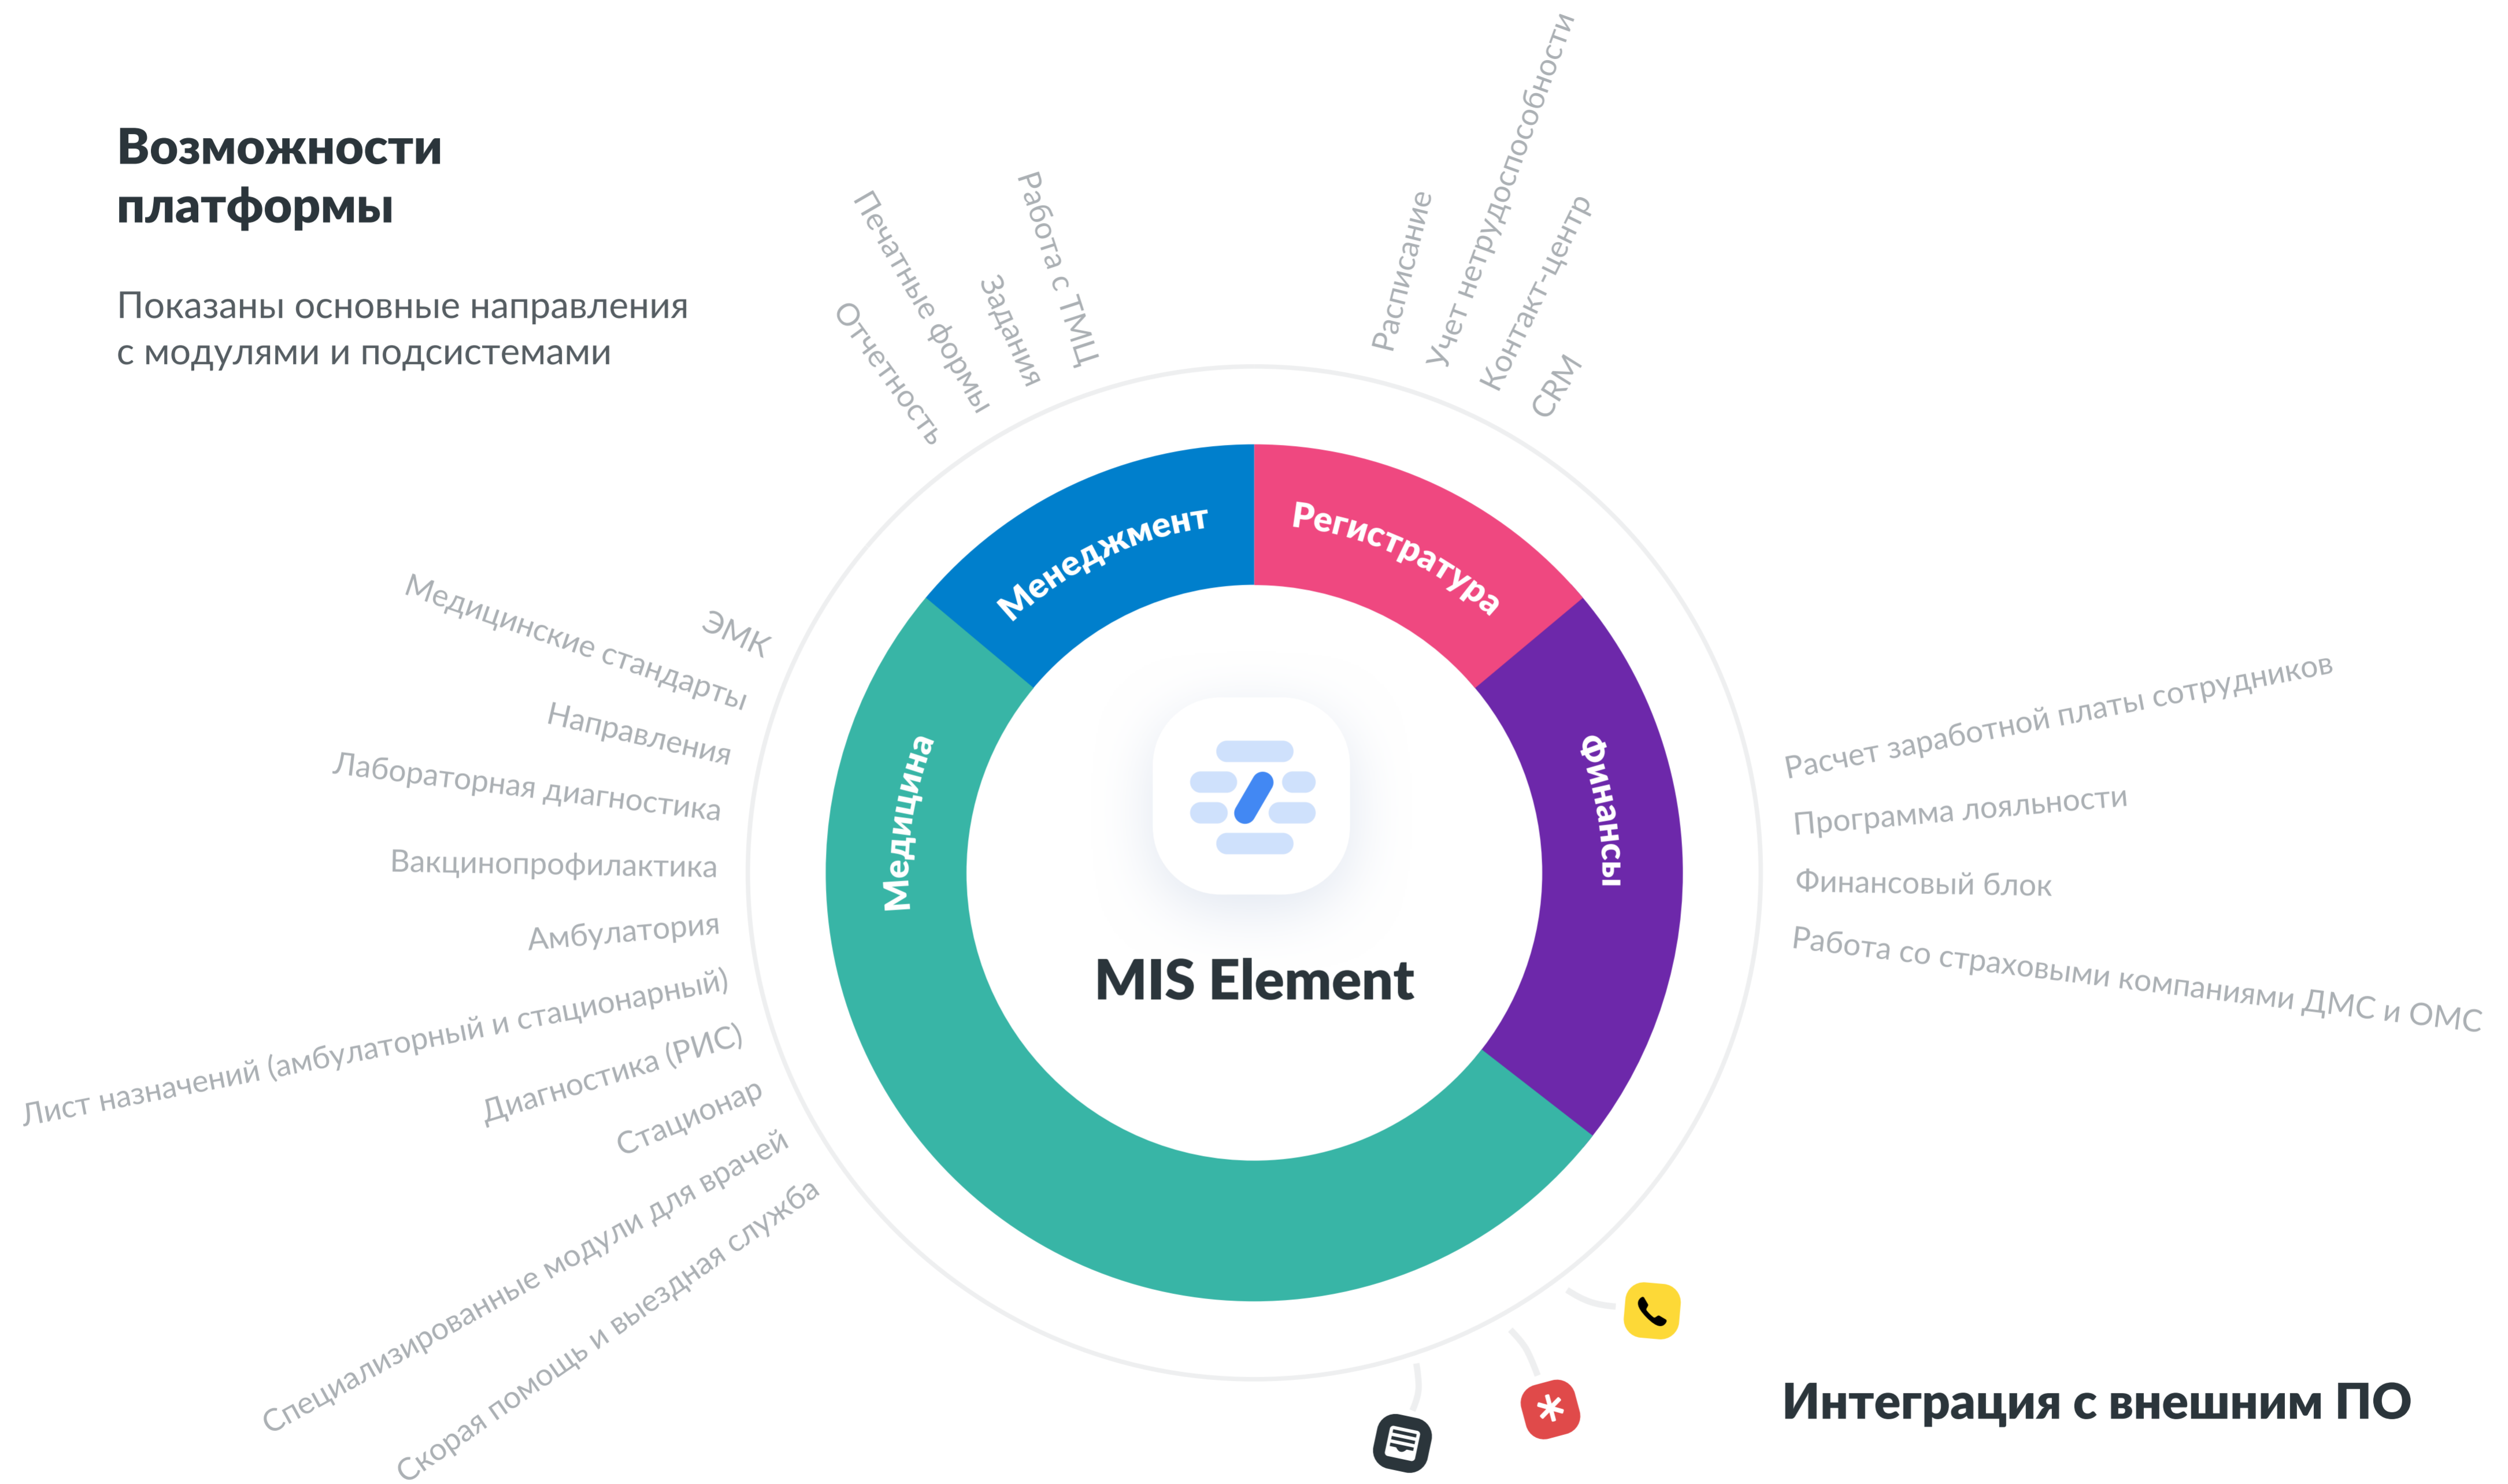 Возможности
платформы
Показаны основные направления
с модулями и подсистемами
Отчетность
Печатные формы
Задания
Работа с ТМЦ
Расписание
Учет нетрудоспособности
Контакт-центр
CRM
Менеджмент
Регистратура
Финансы
Медицина
MIS Element
ЭМК
Медицинские стандарты
Направления
Лабораторная диагностика
Вакцинопрофилактика
Амбулатория
Лист назначений (амбулаторный и стационарный)
Диагностика (РИС)
Стационар
Специализированные модули для врачей
Скорая помощь и выездная служба
Расчет заработной платы сотрудников
Программа лояльности
Финансовый блок
Работа со страховыми компаниями ДМС и ОМС
Интеграция с внешним ПО